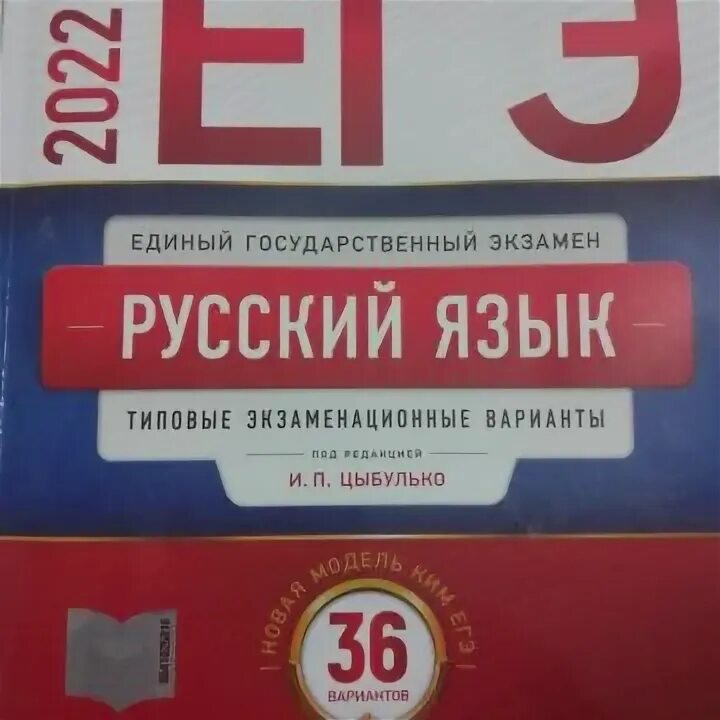 2022
ЕГЭ
ЕДИНЫЙ ГОСУДАРСТВЕННЫЙ ЭКЗАМЕН
РУССКИЙ ЯЗЫК
ТИПОВЫЕ ЭКЗАМЕНАЦИОННЫЕ ВАРИАНТЫ
ПОД РЕДАКЦИЕЙ
И. П. ЦЫБУЛЬКО
НОВАЯ МОДЕЛЬ КИМ ЕГЭ
36
ВАРИАНТОВ